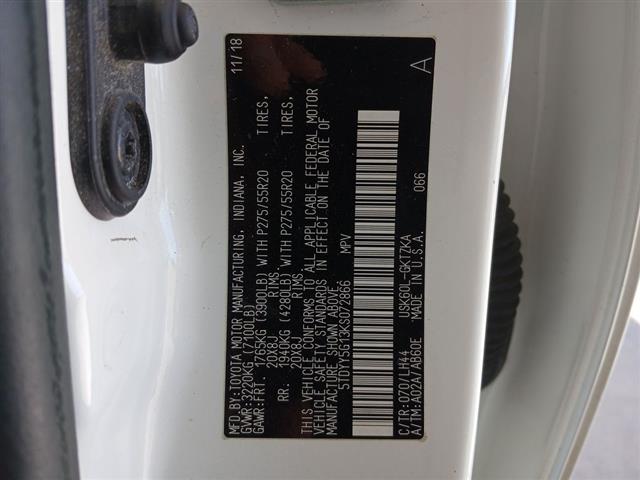 MFD.BY:TOYOTA MOTOR MANUFACTURING, INDIANA, INC. 11/18
GVWR:3220KG (7100LB)
GAWR:FRT. 1765KG (3900LB) WITH P275/55R20 TIRES,
20X8J RIMS
RR. 2940KG (4280LB) WITH P275/55R20 TIRES,
20X8J RIMS
THIS VEHICLE CONFORMS TO ALL APPLICABLE FEDERAL MOTOR
VEHICLE SAFETY STANDARDS IN EFFECT ON THE DATE OF
MANUFACTURE SHOWN ABOVE.
5TDYY5G13KS072866 MPV
A
C/TR:070/LH44 USK60L-GKTZKA 066
A/TM:A02A/AB60E MADE IN U.S.A.